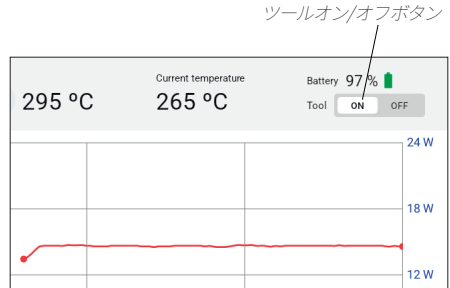 ツールオン/オフボタン
Current temperature
Battery 97 %
295 ºC
265 ºC
Tool ON OFF
24 W
18 W
12 W